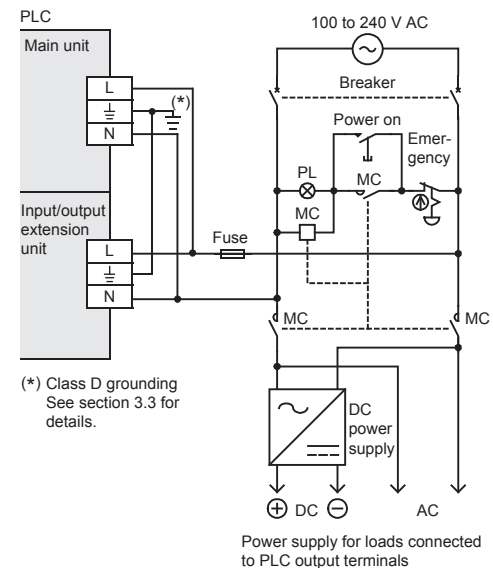 PLC
100 to 240 V AC
Main unit
Breaker
L
(*)
N
Power on
Emer-
gency
PL
MC
MC
Input/output
extension
unit
Fuse
L
N
MC
MC
(*) Class D grounding
See section 3.3 for
details.
DC
power
supply
+ DC −
AC
Power supply for loads connected
to PLC output terminals